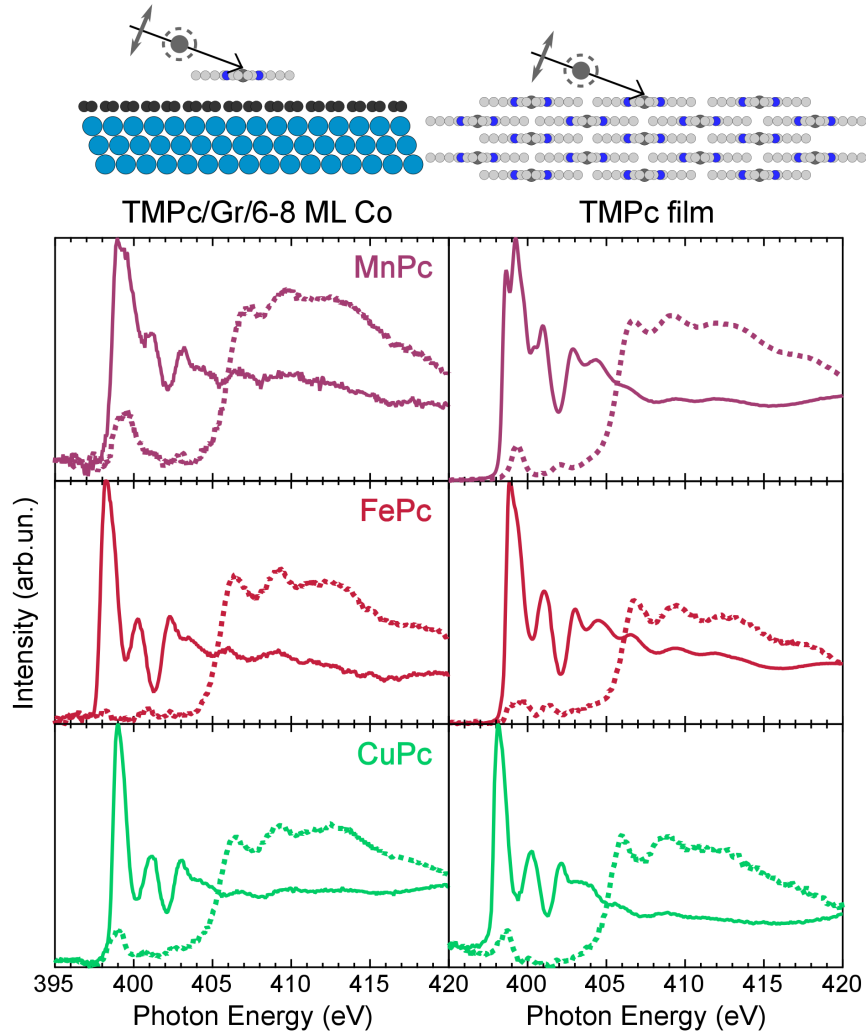 TMPc/Gr/6-8 ML Co
TMPc film
MnPc
FePc
CuPc
Intensity (arb.un.)
395 400 405 410 415 420 400 405 410 415 420
Photon Energy (eV)
Photon Energy (eV)